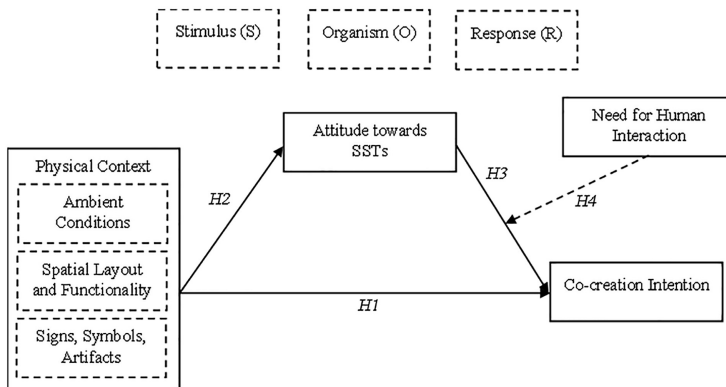 Stimulus (S)
Organism (O)
Response (R)
Attitude towards
SSTs
Need for Human
Interaction
Physical Context
Ambient
Conditions
Spatial Layout
and Functionality
Signs, Symbols,
Artifacts
H2
H3
H4
H1
Co-creation Intention